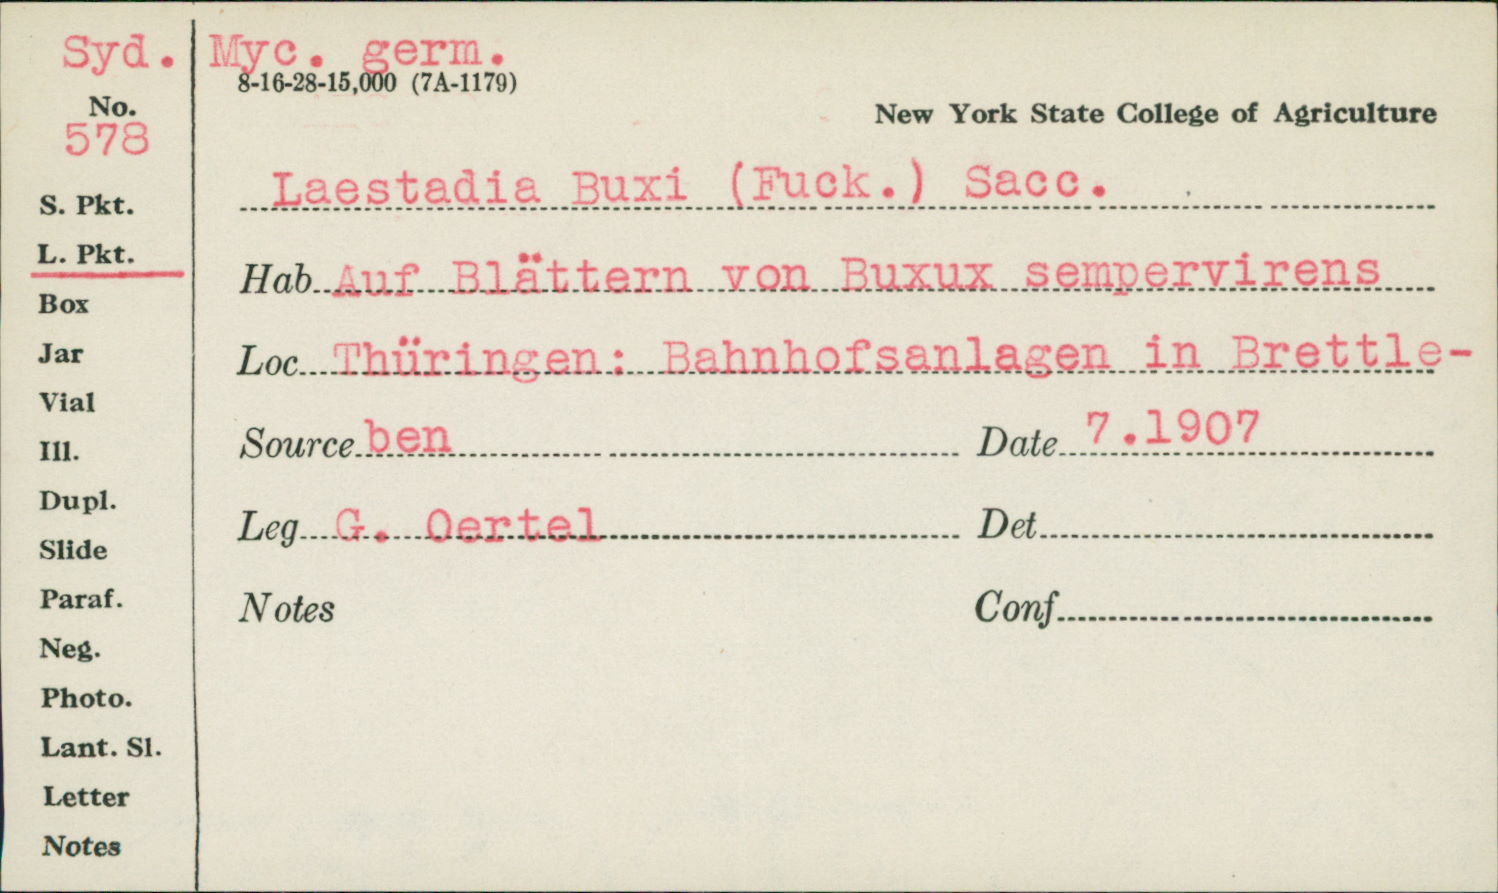 Syd. Myc. germ.
8-16-28-15,000 (7A-1179)
No.
578
New York State College of Agriculture
S. Pkt.
L. Pkt.
Box
Jar
Vial
Ill.
Dupl.
Slide
Paraf.
Neg.
Photo.
Lant. Sl.
Letter
Notes
Laestadia Buxi (Fuck.) Sacc.
Hab. Auf Blättern von Buxux sempervirens
Loc. Thüringen: Bahnhofsanlagen in Brettle-
Source ben Date 7.1907
Leg. G. Oertel Det.
Notes Conf.